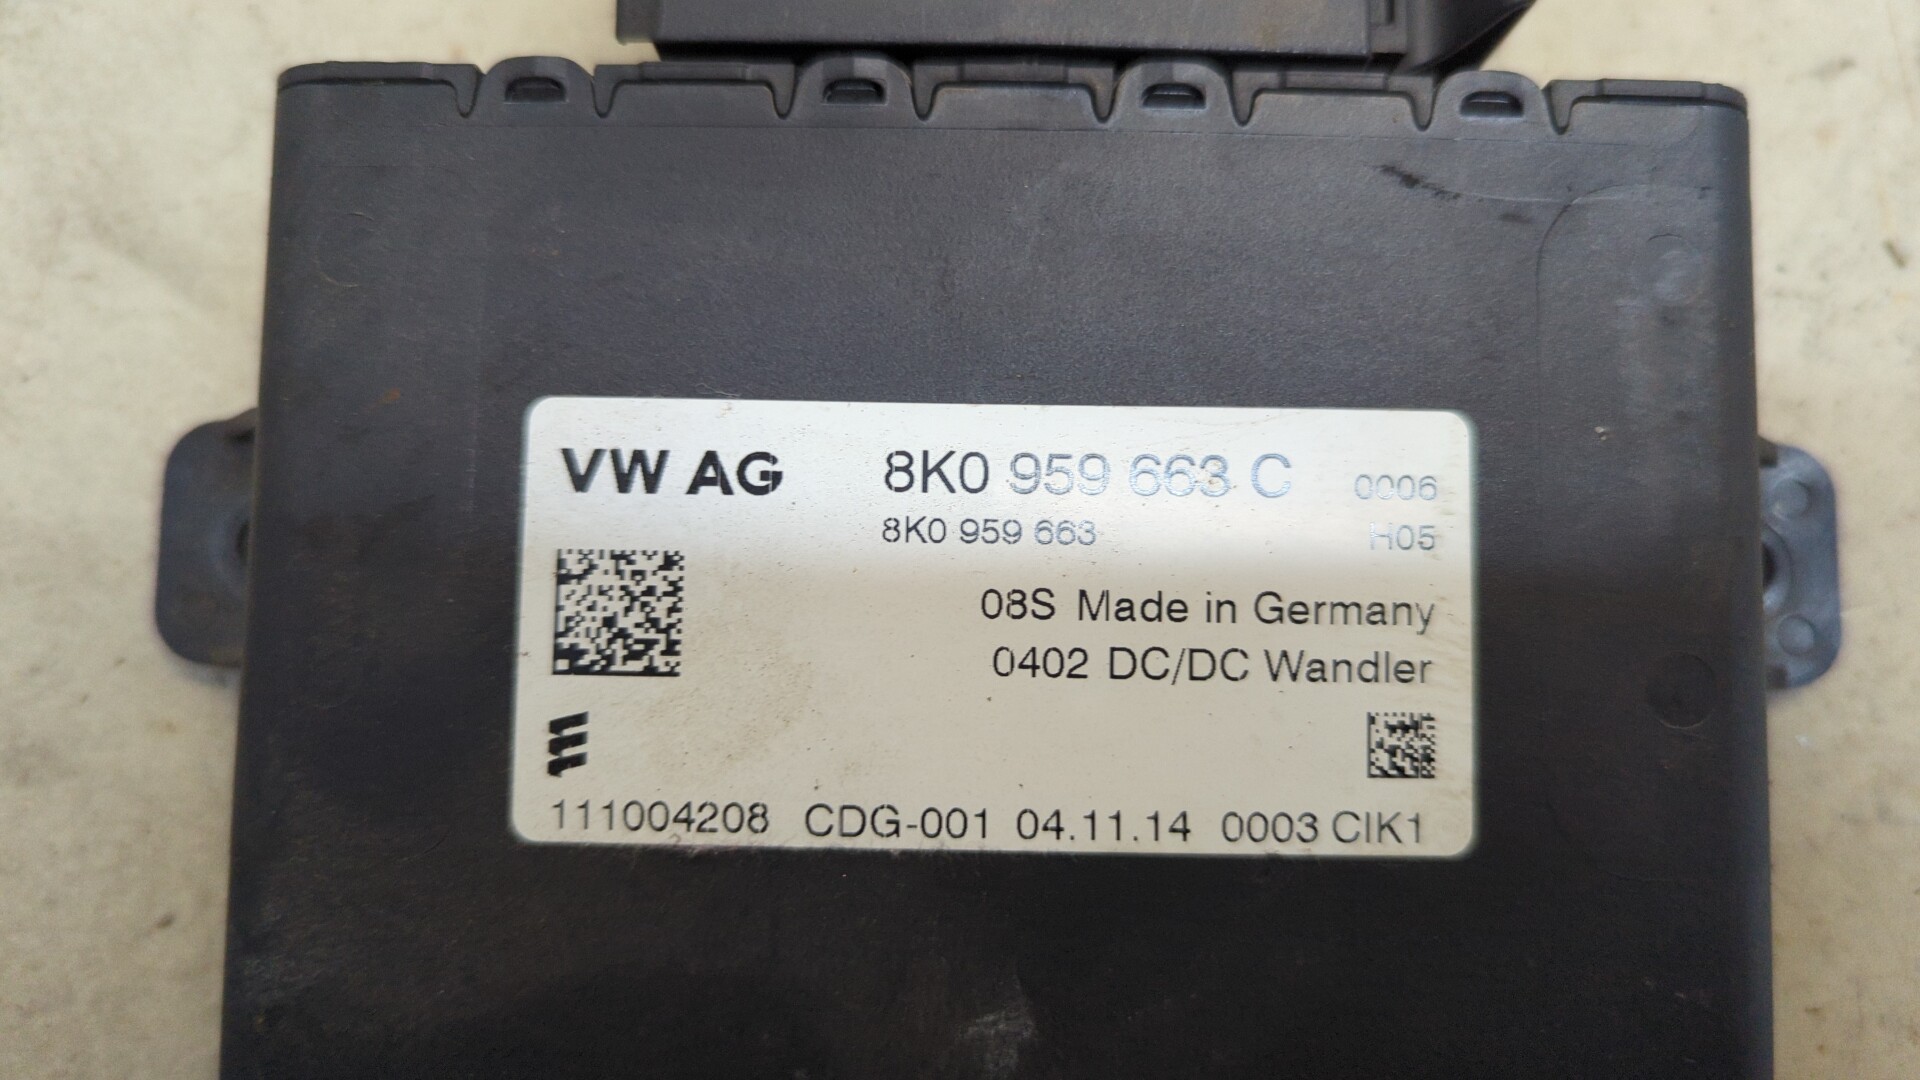 VW AG 8K0 959 663 C 0006
8K0 959 663 H05
08S Made in Germany
0402 DC/DC Wandler
111004208 CDG-001 04.11.14 0003 CIK1